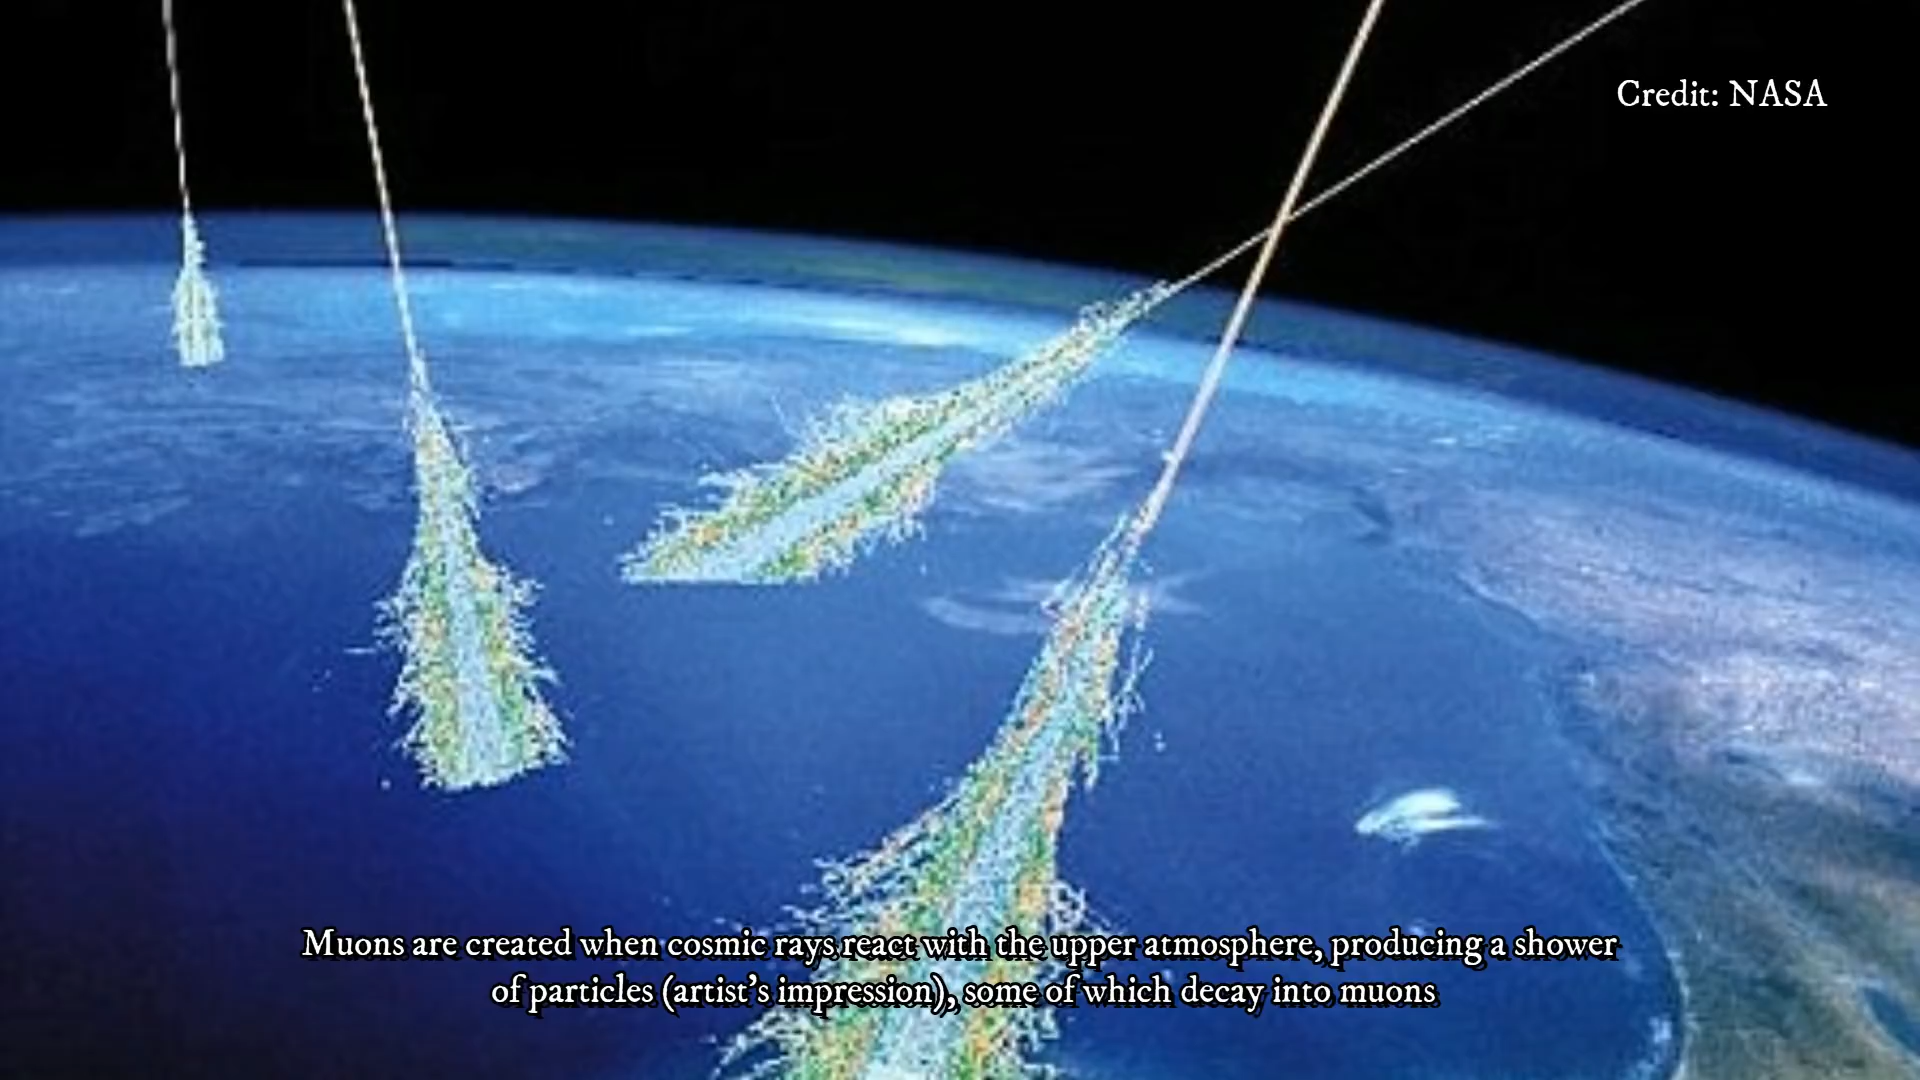 Credit: NASA
Muons are created when cosmic rays react with the upper atmosphere, producing a shower
of particles (artist's impression), some of which decay into muons